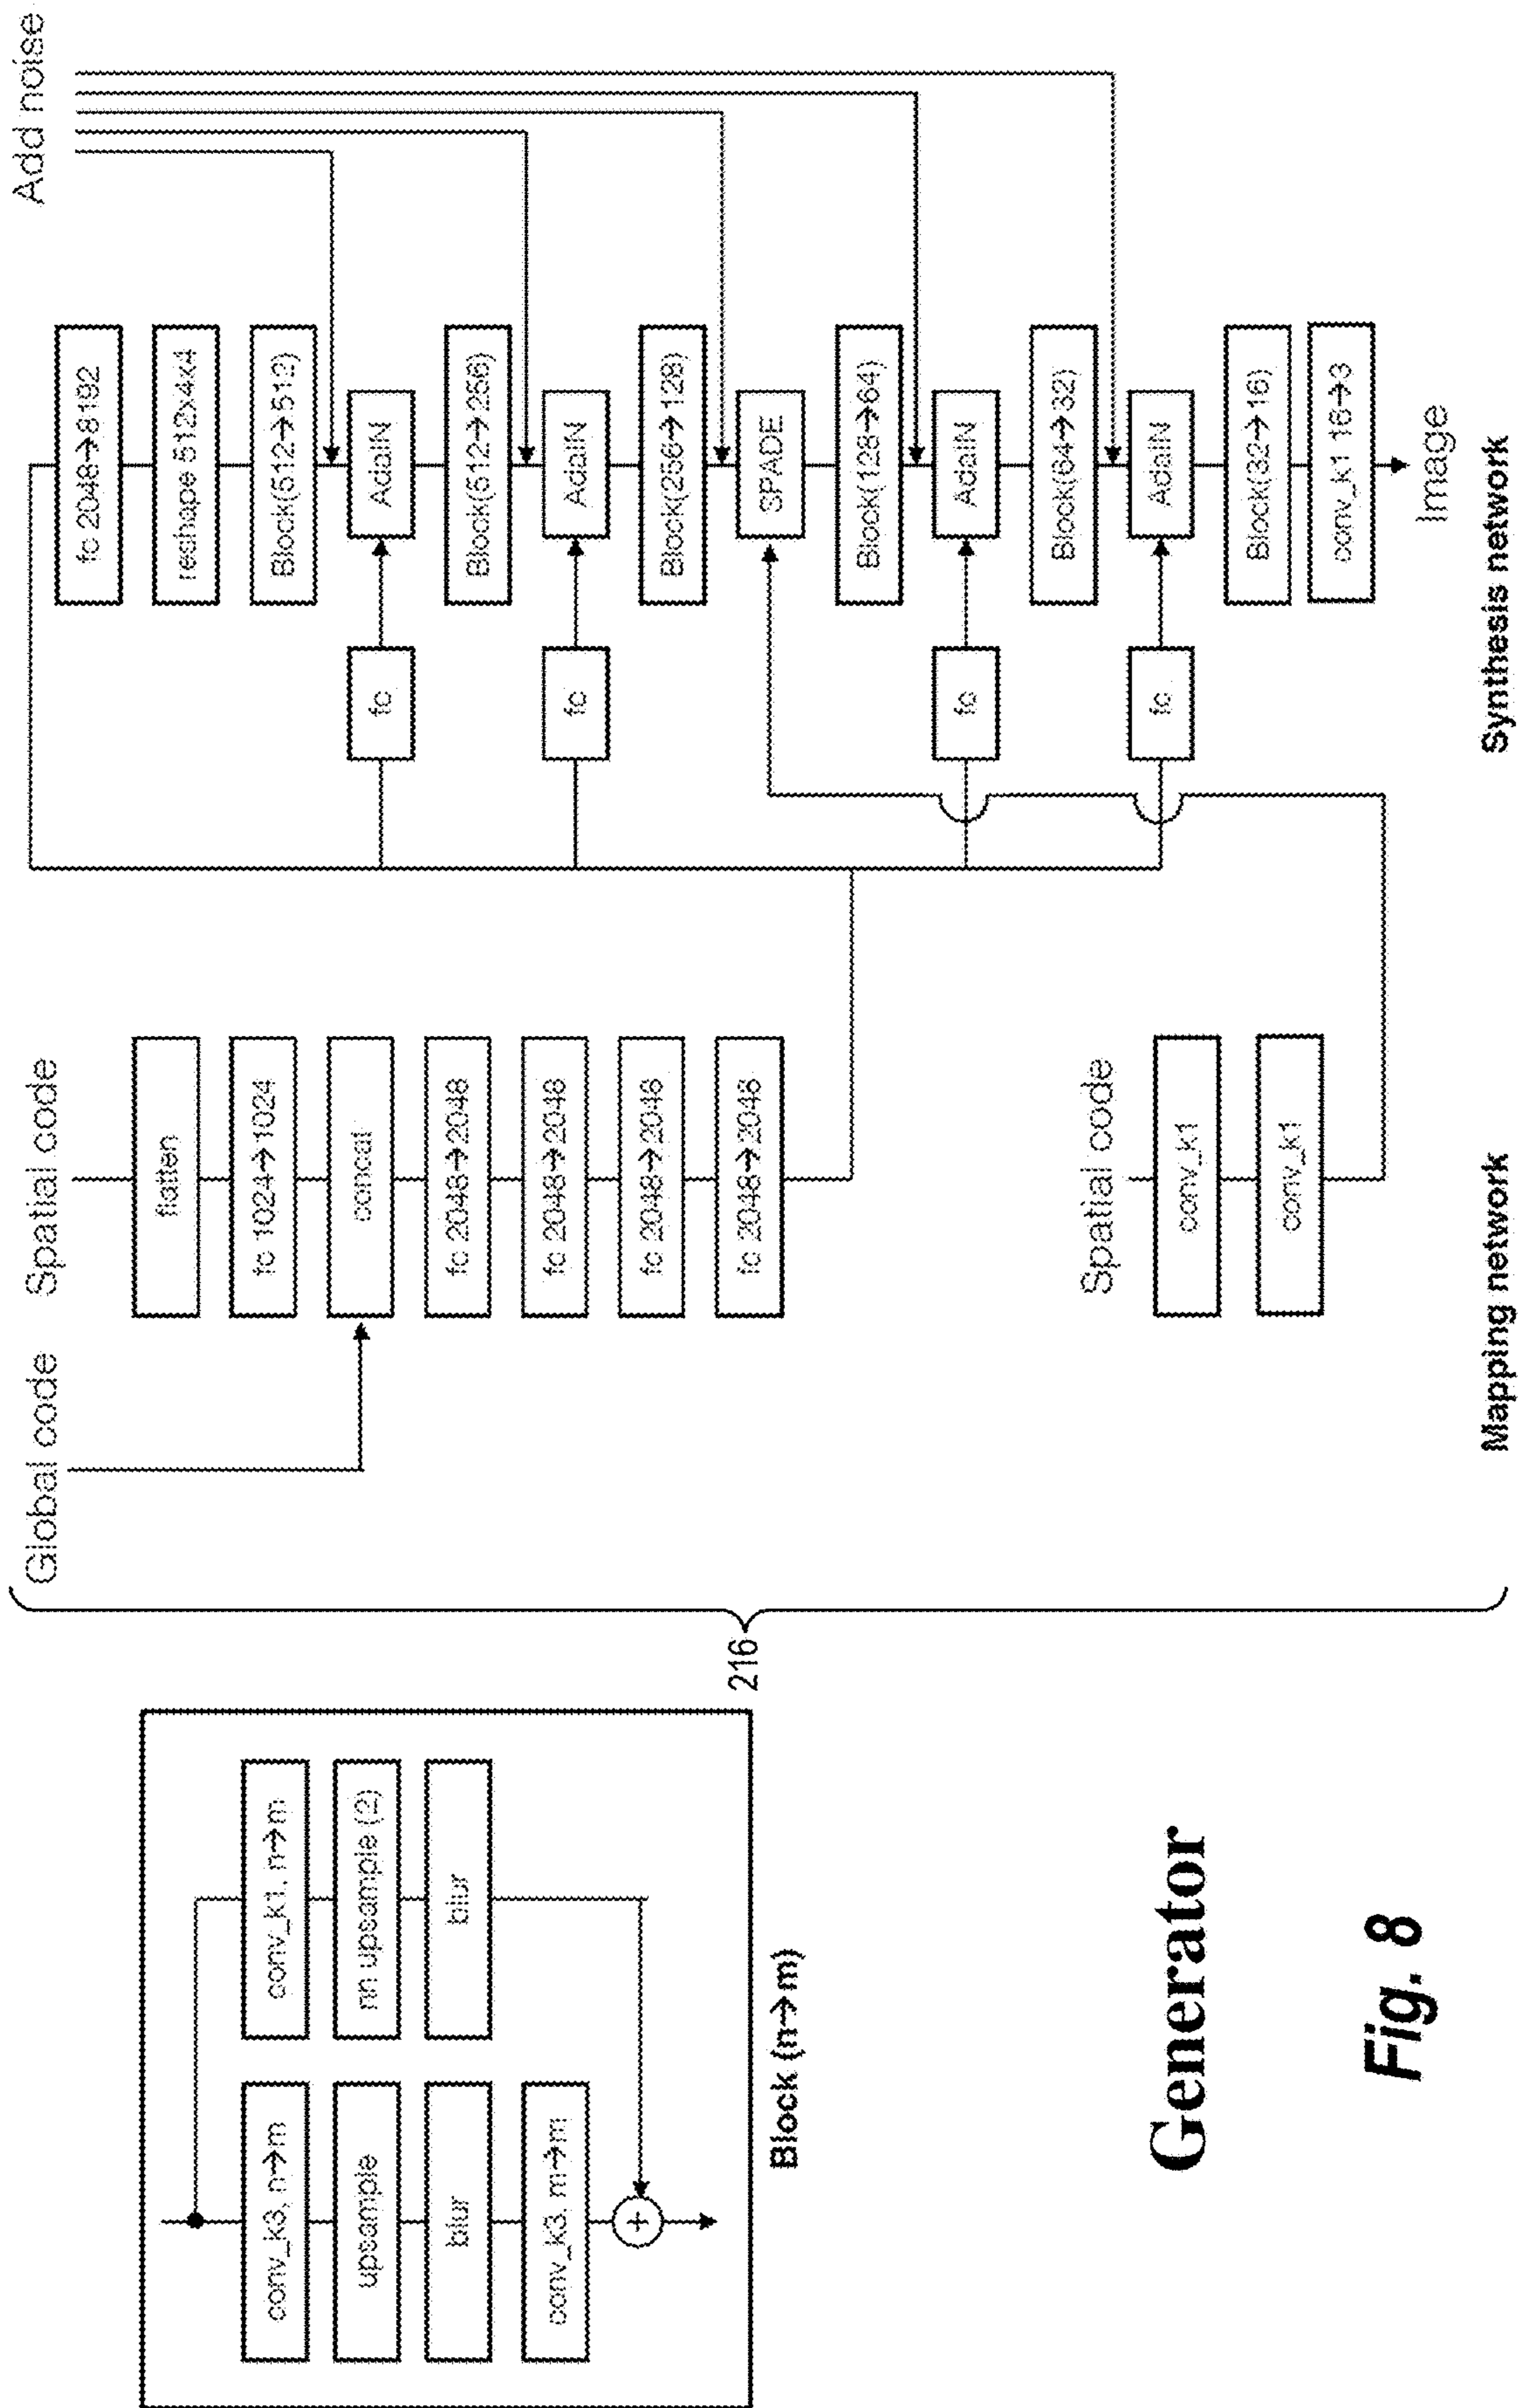 conv_k3, n→m
upsample
blur
conv_k3, m→m
+
conv_k1, n→m
nn upsample (2)
blur
Block (n→m)
Generator
Fig. 8
216
Global code
Spatial code
flatten
fc 1024→1024
concat
fc 2048→2048
fc 2048→2048
fc 2048→2048
fc 2048→2048
Spatial code
conv_k1
conv_k1
Mapping network
fc
fc
fc
fc
Add noise
fc 2048→8192
reshape 512x4x4
Block(512→512)
AdaIN
Block(512→256)
AdaIN
Block(256→128)
SPADE
Block(128→64)
AdaIN
Block(64→32)
AdaIN
Block(32→16)
conv_k1 16→3
Image
Synthesis network